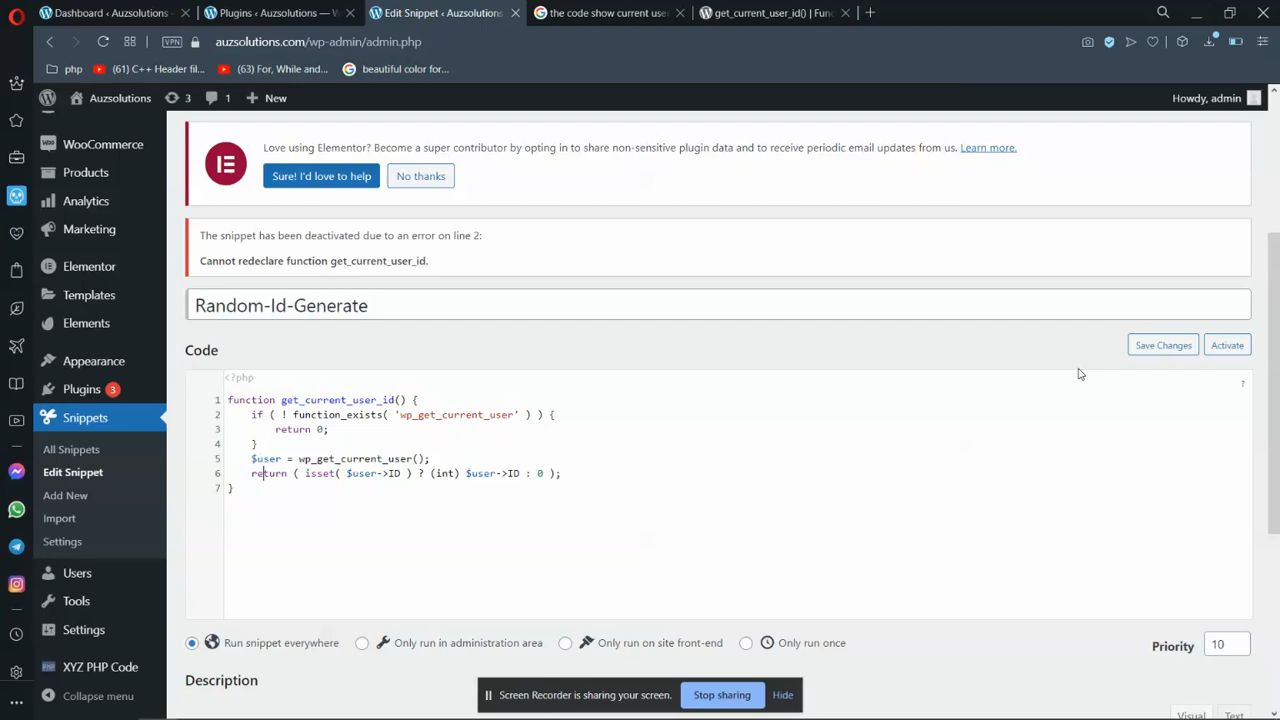 Dashboard ‹ Auzsolutions -
Plugins ‹ Auzsolutions — W
Edit Snippet ‹ Auzsolutions
the code show current use
get_current_user_id() | Func
VPN
auzsolutions.com/wp-admin/admin.php
php
(61) C++ Header fil...
(63) For, While and...
beautiful color for...
Auzsolutions
3
1
New
Howdy, admin
WooCommerce
Products
Analytics
Marketing
Elementor
Templates
Elements
Appearance
Plugins 3
Snippets
All Snippets
Edit Snippet
Add New
Import
Settings
Users
Tools
Settings
PHP
XYZ PHP Code
Collapse menu
Love using Elementor? Become a super contributor by opting in to share non-sensitive plugin data and to receive periodic email updates from us. Learn more.
Sure! I'd love to help
No thanks
The snippet has been deactivated due to an error on line 2:
Cannot redeclare function get_current_user_id.
Random-Id-Generate
Code
Save Changes
Activate
<?php
?
1 function get_current_user_id() {
2 if ( ! function_exists( 'wp_get_current_user' ) ) {
3 return 0;
4 }
5 $user = wp_get_current_user();
6 return ( isset( $user->ID ) ? (int) $user->ID : 0 );
7 }
Run snippet everywhere
Only run in administration area
Only run on site front-end
Only run once
Priority
10
Description
Screen Recorder is sharing your screen.
Stop sharing
Hide
Visual
Text